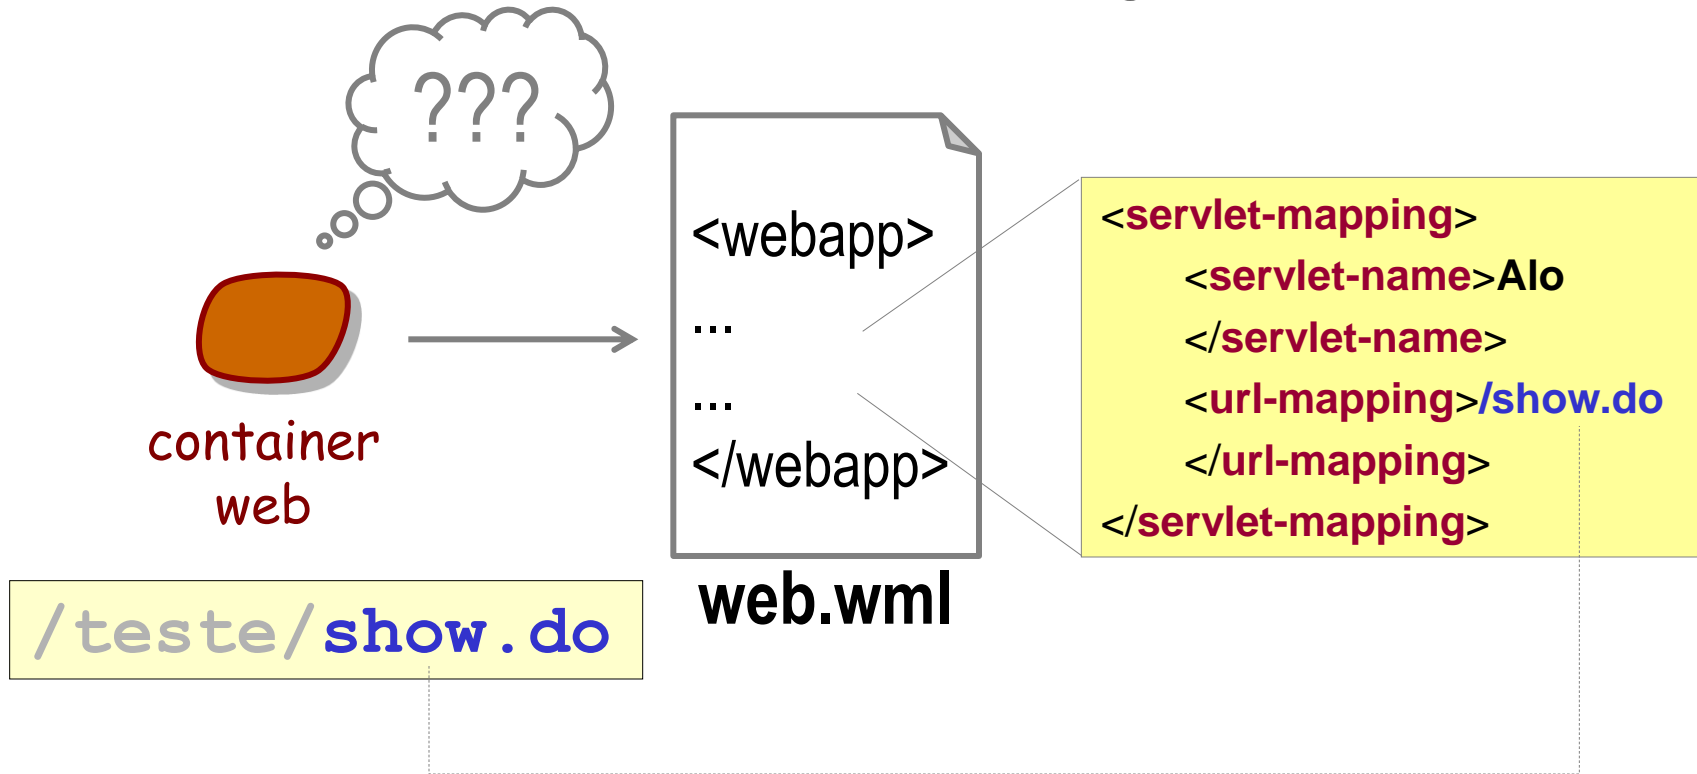 ???
container
web
/teste/show.do
<webapp>
...
...
</webapp>
web.wml
<servlet-mapping>
<servlet-name>Alo
</servlet-name>
<url-mapping>/show.do
</url-mapping>
</servlet-mapping>